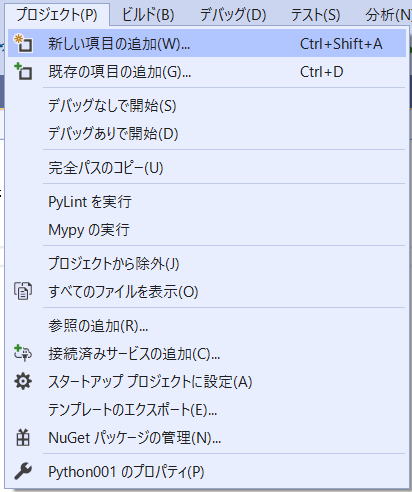 プロジェクト(P) ビルド(B) デバッグ(D) テスト(S) 分析(N
新しい項目の追加(W)... Ctrl+Shift+A
既存の項目の追加(G)... Ctrl+D
デバッグなしで開始(S)
デバッグありで開始(D)
完全パスのコピー(U)
PyLint を実行
Mypy の実行
プロジェクトから除外(J)
すべてのファイルを表示(O)
参照の追加(R)...
接続済みサービスの追加(C)...
スタートアップ プロジェクトに設定(A)
テンプレートのエクスポート(E)...
NuGet パッケージの管理(N)...
Python001 のプロパティ(P)